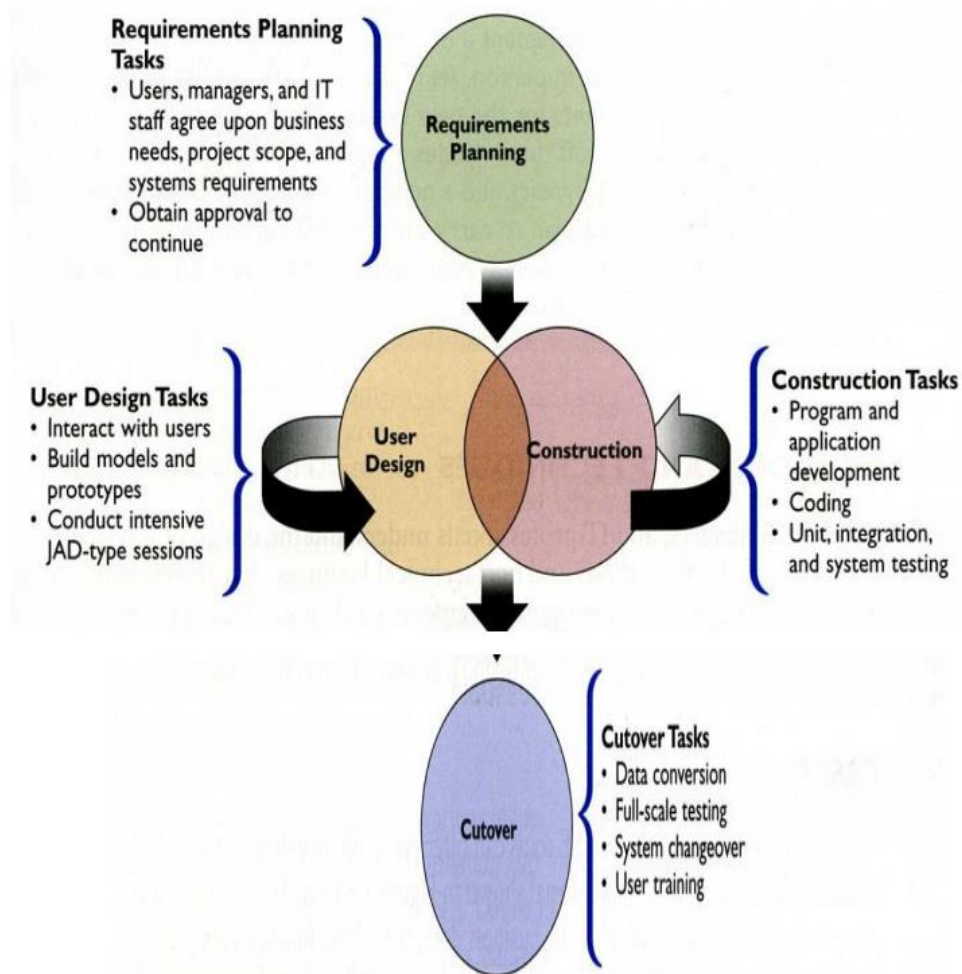 Requirements Planning
Tasks
• Users, managers, and IT
staff agree upon business
needs, project scope, and
systems requirements
• Obtain approval to
continue
Requirements
Planning
User Design Tasks
• Interact with users
• Build models and
prototypes
• Conduct intensive
JAD-type sessions
User
Design
Construction
Construction Tasks
• Program and
application
development
• Coding
• Unit, integration,
and system testing
Cutover
Cutover Tasks
• Data conversion
• Full-scale testing
• System changeover
• User training